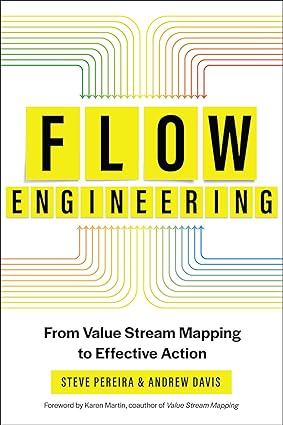 FLOW
ENGINEERING
From Value Stream Mapping
to Effective Action
STEVE PEREIRA & ANDREW DAVIS
Foreword by Karen Martin, coauthor of Value Stream Mapping